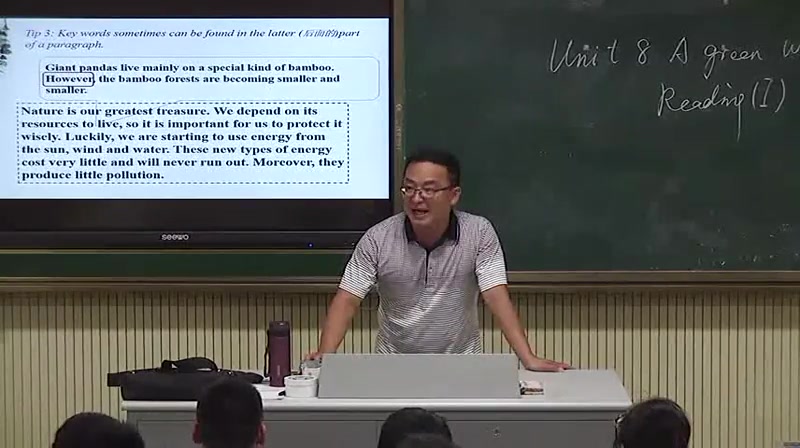 Tip 3: Key words sometimes can be found in the latter (后面的)part
of a paragraph.
Giant pandas live mainly on a special kind of bamboo.
However, the bamboo forests are becoming smaller and
smaller.
Nature is our greatest treasure. We depend on its
resources to live, so it is important for us to protect it
wisely. Luckily, we are starting to use energy from
the sun, wind and water. These new types of energy
cost very little and will never run out. Moreover, they
produce little pollution.
seewo
Unit 8 A green w
Reading (I)